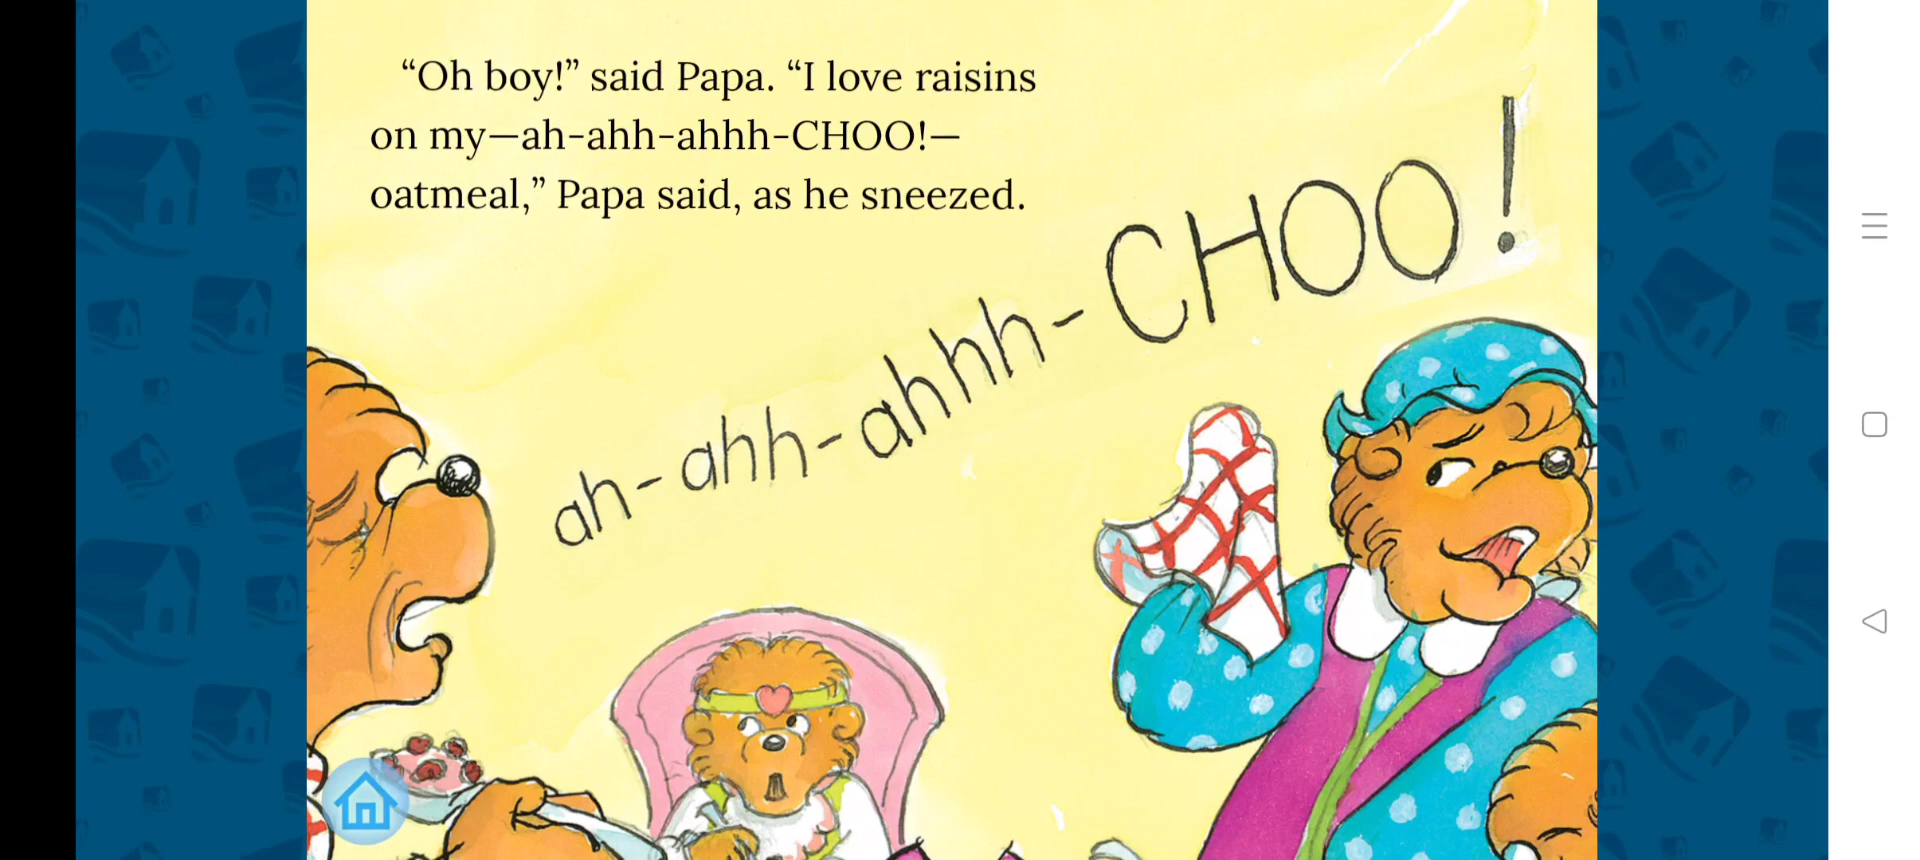 “Oh boy!” said Papa. “I love raisins
on my—ah-ahh-ahhh-CHOO!—
oatmeal,” Papa said, as he sneezed.
ah-ahh-ahhh-CHOO!